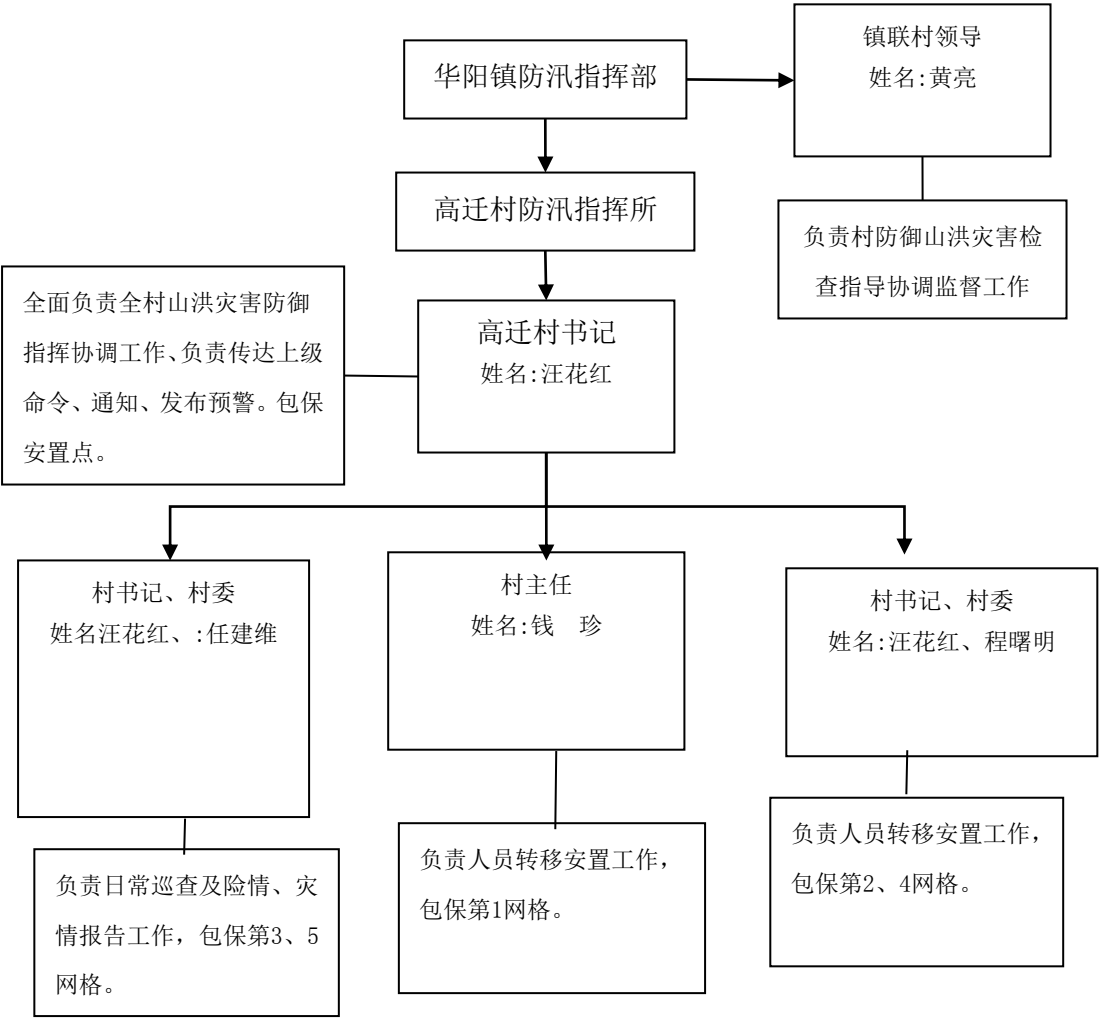 华阳镇防汛指挥部
镇联村领导
姓名:黄亮
高迁村防汛指挥所
负责村防御山洪灾害检
查指导协调监督工作
全面负责全村山洪灾害防御
指挥协调工作、负责传达上级
命令、通知、发布预警。包保
安置点。
高迁村书记
姓名:汪花红
村书记、村委
姓名汪花红、:任建维
村主任
姓名:钱　珍
村书记、村委
姓名:汪花红、程曙明
负责日常巡查及险情、灾
情报告工作，包保第3、5
网格。
负责人员转移安置工作，
包保第1网格。
负责人员转移安置工作，
包保第2、4网格。